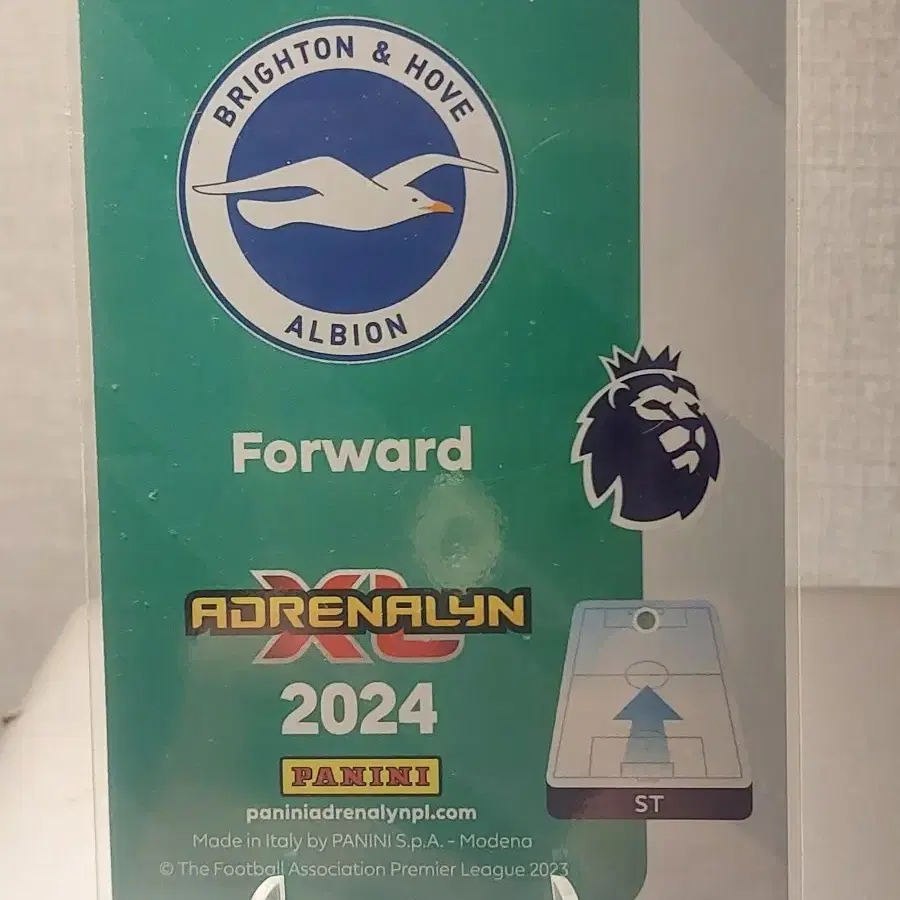 BRIGHTON & HOVE
ALBION
Forward
ADRENALYN
XL
2024
PANINI
ST
paniniadrenalynpl.com
Made in Italy by PANINI S.p.A. - Modena
© The Football Association Premier League 2023